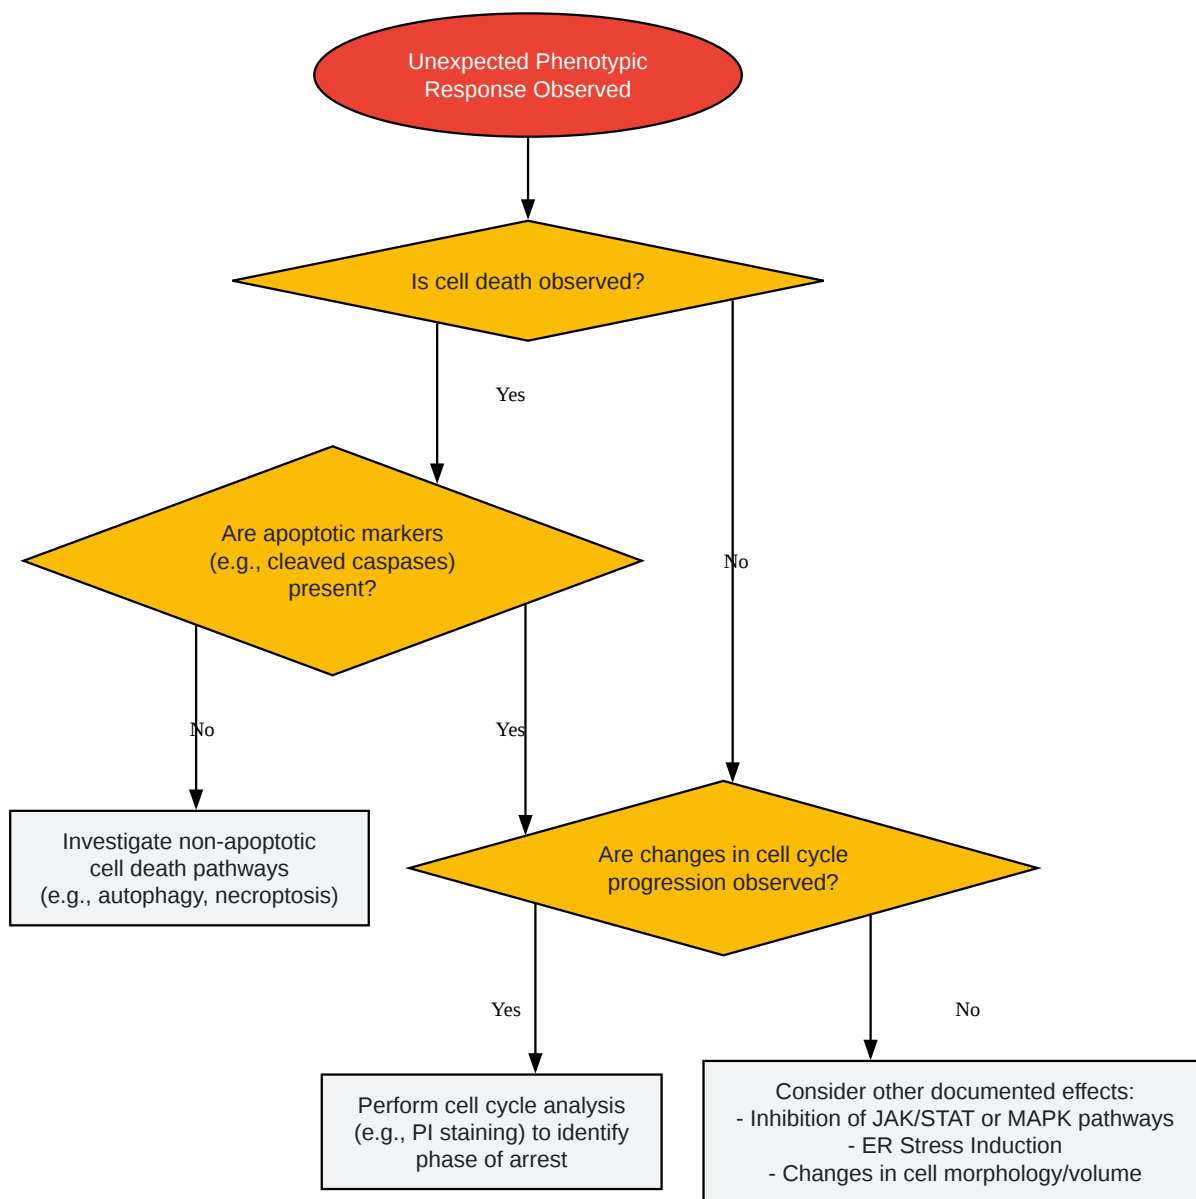 Unexpected Phenotypic
Response Observed
Is cell death observed?
Yes
Are apoptotic markers
(e.g., cleaved caspases)
present?
No
No
Yes
Investigate non-apoptotic
cell death pathways
(e.g., autophagy, necroptosis)
Are changes in cell cycle
progression observed?
Yes
No
Perform cell cycle analysis
(e.g., PI staining) to identify
phase of arrest
Consider other documented effects:
- Inhibition of JAK/STAT or MAPK pathways
- ER Stress Induction
- Changes in cell morphology/volume